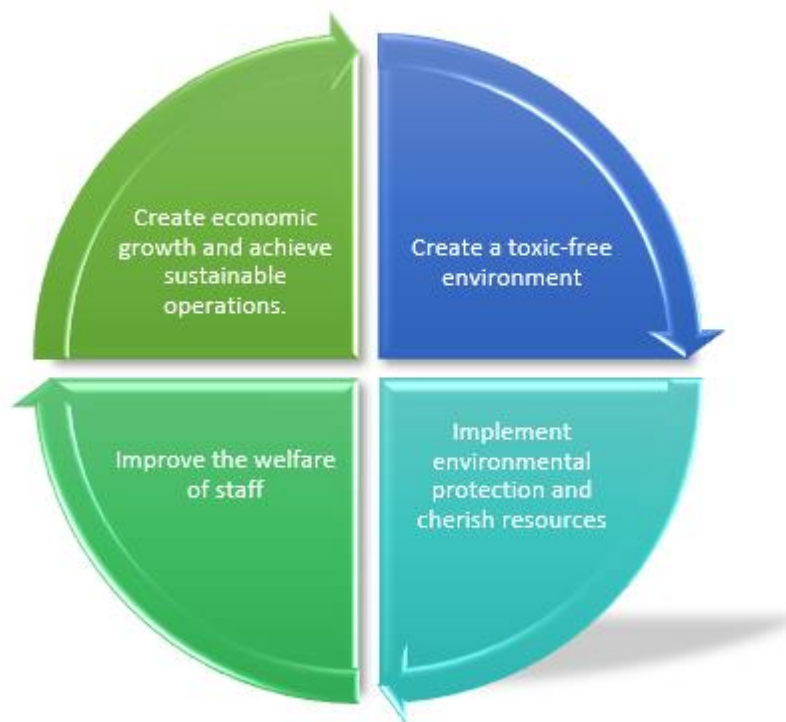 Create economic
growth and achieve
sustainable
operations.
Create a toxic-free
environment
Improve the welfare
of staff
Implement
environmental
protection and
cherish resources